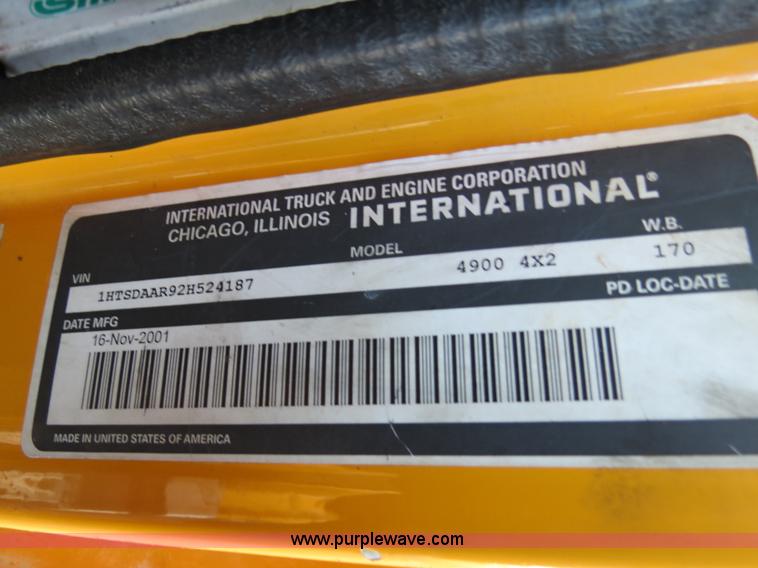 INTERNATIONAL TRUCK AND ENGINE CORPORATION
CHICAGO, ILLINOIS INTERNATIONAL®
VIN MODEL W.B.
1HTSDAAR92H524187 4900 4X2 170
DATE MFG PD LOC-DATE
16-Nov-2001
MADE IN UNITED STATES OF AMERICA
www.purplewave.com